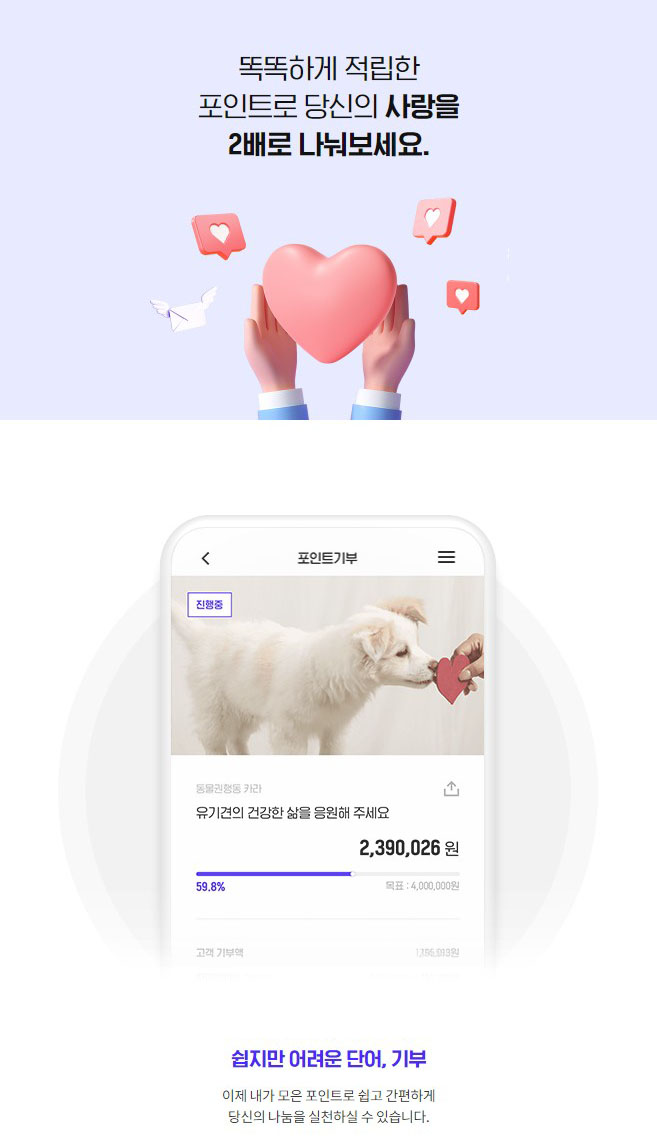 똑똑하게 적립한
포인트로 당신의 사랑을
2배로 나눠보세요.
포인트기부
진행중
동물권행동 카라
유기견의 건강한 삶을 응원해 주세요
2,390,026 원
59.8%
목표 : 4,000,000원
고객 기부액
쉽지만 어려운 단어, 기부
이제 내가 모은 포인트로 쉽고 간편하게
당신의 나눔을 실천하실 수 있습니다.